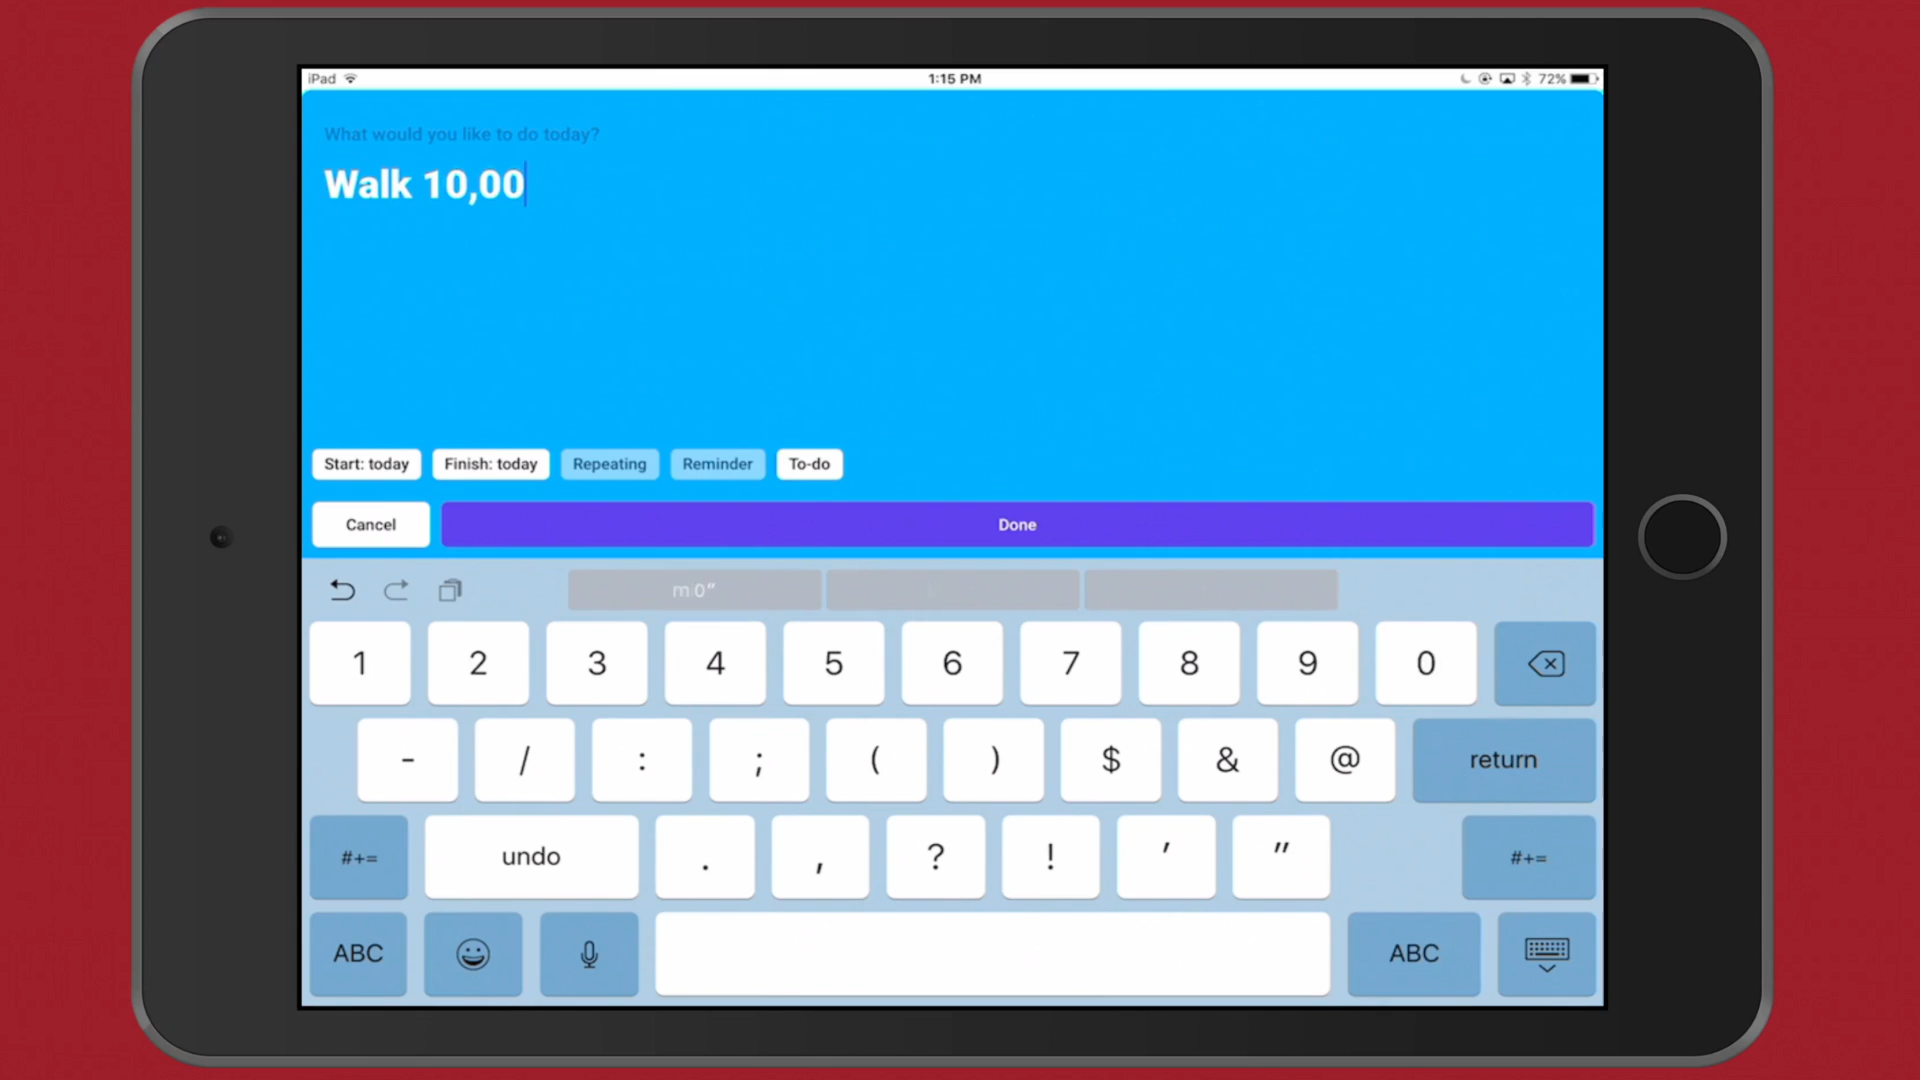 iPad 1:15 PM 72%
What would you like to do today?
Walk 10,00
Start: today Finish: today Repeating Reminder To-do
Cancel Done
1 2 3 4 5 6 7 8 9 0
- / : ; ( ) $ & @ return
#+= undo . , ? ! ' " #+=
ABC ABC